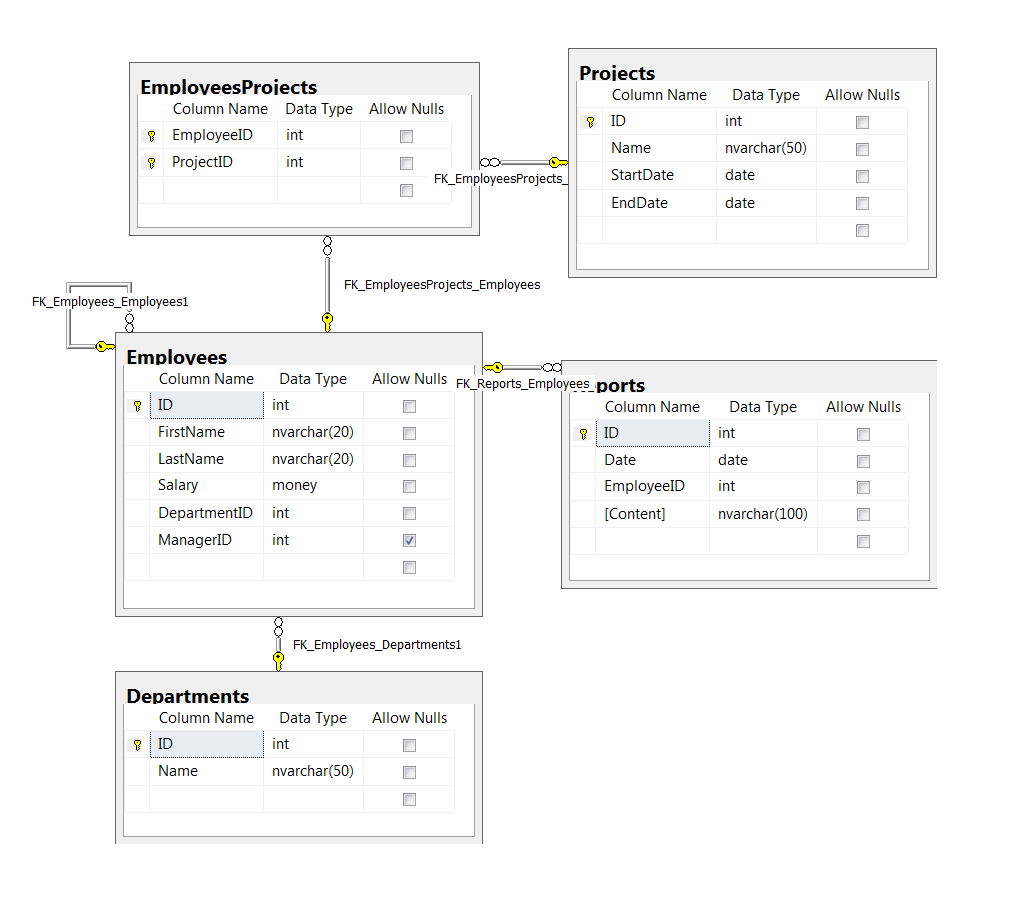 EmployeesProjects
Column Name Data Type Allow Nulls
EmployeeID int
ProjectID int
Projects
Column Name Data Type Allow Nulls
ID int
Name nvarchar(50)
StartDate date
EndDate date
FK_EmployeesProjects_
FK_EmployeesProjects_Employees
FK_Employees_Employees1
Employees
Column Name Data Type Allow Nulls
ID int
FirstName nvarchar(20)
LastName nvarchar(20)
Salary money
DepartmentID int
ManagerID int
FK_Reports_Employees
ports
Column Name Data Type Allow Nulls
ID int
Date date
EmployeeID int
[Content] nvarchar(100)
FK_Employees_Departments1
Departments
Column Name Data Type Allow Nulls
ID int
Name nvarchar(50)